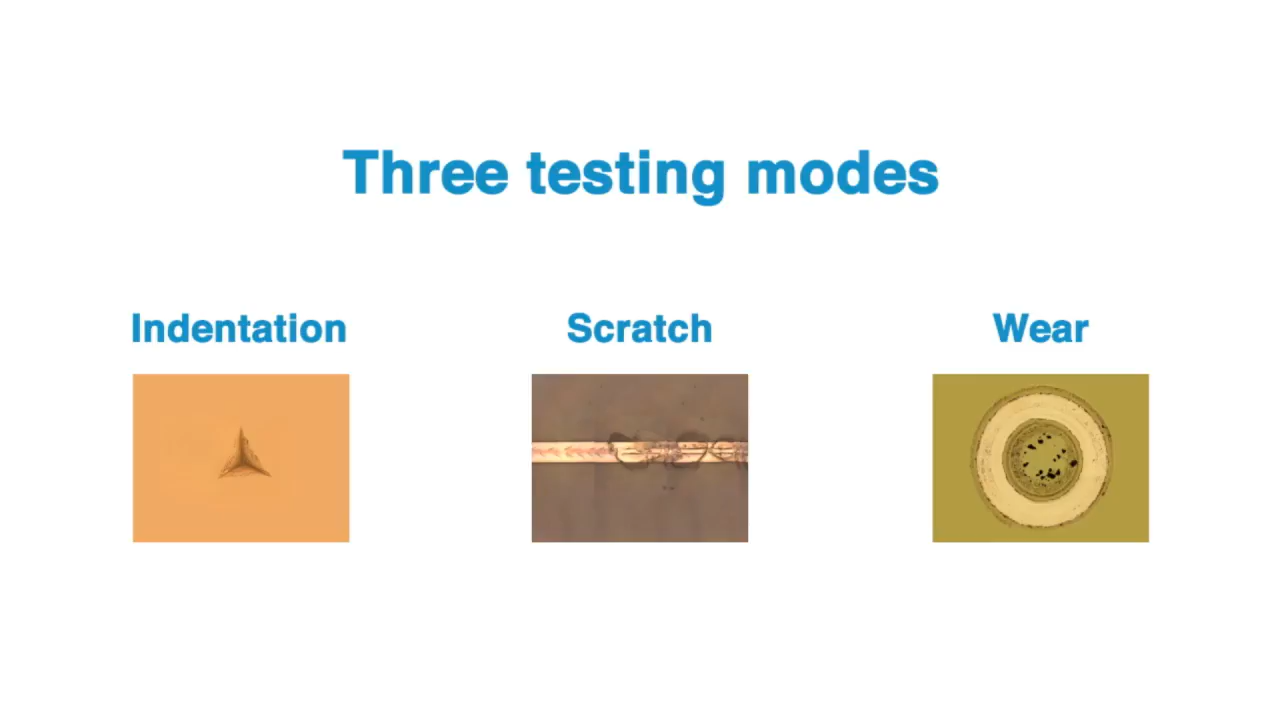 Three testing modes
Indentation
Scratch
Wear